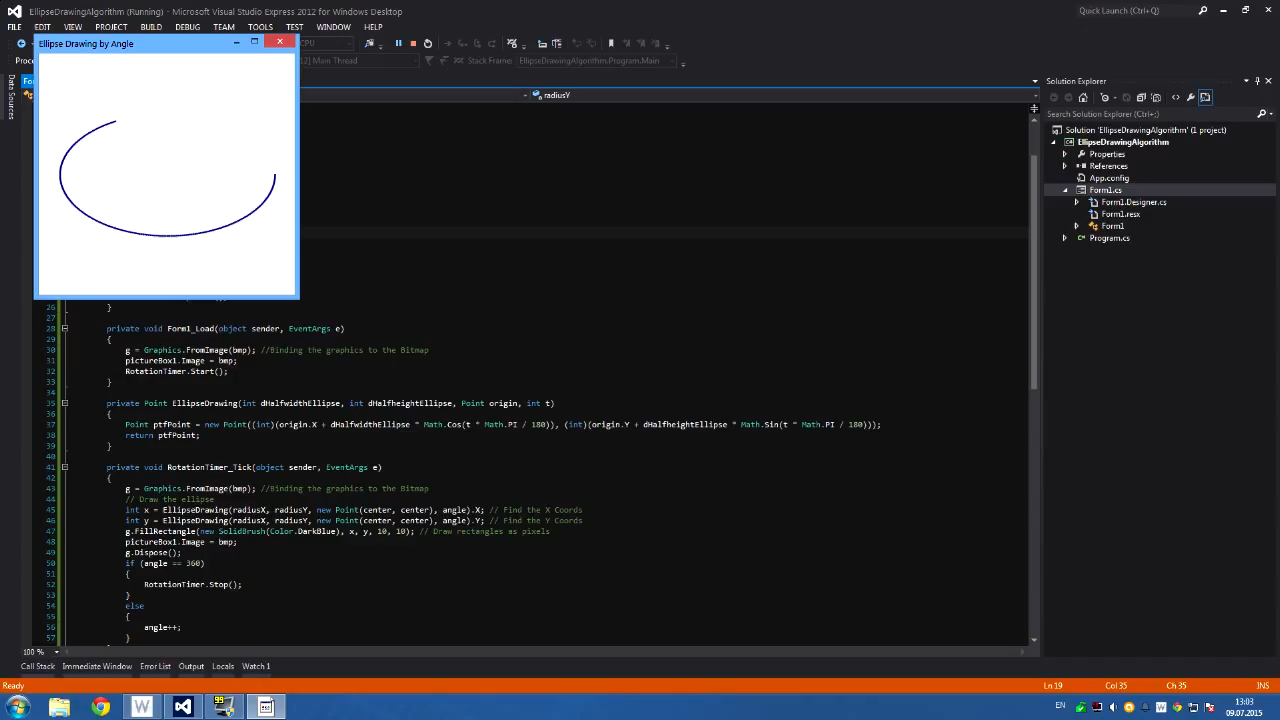 EllipseDrawingAlgorithm (Running) - Microsoft Visual Studio Express 2012 for Windows Desktop
Quick Launch (Ctrl+Q)
FILE EDIT VIEW PROJECT BUILD DEBUG TEAM TOOLS TEST WINDOW HELP
Ellipse Drawing by Angle
CPU
Proce
[12] Main Thread
Stack Frame:
EllipseDrawingAlgorithm.Program.Main
Data Sources
For
radiusY
Solution Explorer
Search Solution Explorer (Ctrl+;)
Solution 'EllipseDrawingAlgorithm' (1 project)
EllipseDrawingAlgorithm
Properties
References
App.config
Form1.cs
Form1.Designer.cs
Form1.resx
Form1
Program.cs
26 }
27
28 private void Form1_Load(object sender, EventArgs e)
29 {
30 g = Graphics.FromImage(bmp); //Binding the graphics to the Bitmap
31 pictureBox1.Image = bmp;
32 RotationTimer.Start();
33 }
34
35 private Point EllipseDrawing(int dHalfwidthEllipse, int dHalfheightEllipse, Point origin, int t)
36 {
37 Point ptfPoint = new Point((int)(origin.X + dHalfwidthEllipse * Math.Cos(t * Math.PI / 180)), (int)(origin.Y + dHalfheightEllipse * Math.Sin(t * Math.PI / 180)));
38 return ptfPoint;
39 }
40
41 private void RotationTimer_Tick(object sender, EventArgs e)
42 {
43 g = Graphics.FromImage(bmp); //Binding the graphics to the Bitmap
44 // Draw the ellipse
45 int x = EllipseDrawing(radiusX, radiusY, new Point(center, center), angle).X; // Find the X Coords
46 int y = EllipseDrawing(radiusX, radiusY, new Point(center, center), angle).Y; // Find the Y Coords
47 g.FillRectangle(new SolidBrush(Color.DarkBlue), x, y, 10, 10); // Draw rectangles as pixels
48 pictureBox1.Image = bmp;
49 g.Dispose();
50 if (angle == 360)
51 {
52 RotationTimer.Stop();
53 }
54 else
55 {
56 angle++;
57 }
100 %
Call Stack Immediate Window Error List Output Locals Watch 1
Ready
Ln 19 Col 35 Ch 35 INS
EN
13:03
09.07.2015